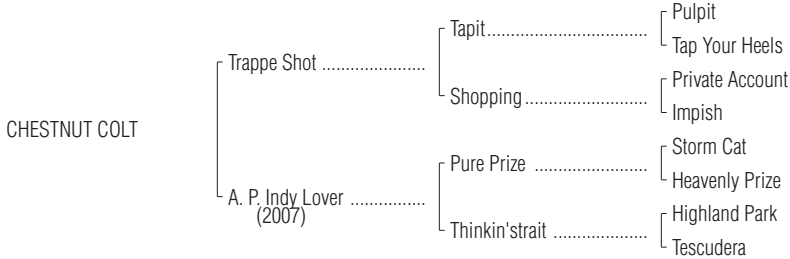 Pulpit
Tapit
Tap Your Heels
Trappe Shot
Private Account
Shopping
Impish
CHESTNUT COLT
Storm Cat
Pure Prize
Heavenly Prize
A. P. Indy Lover
(2007)
Highland Park
Thinkin'strait
Tescudera